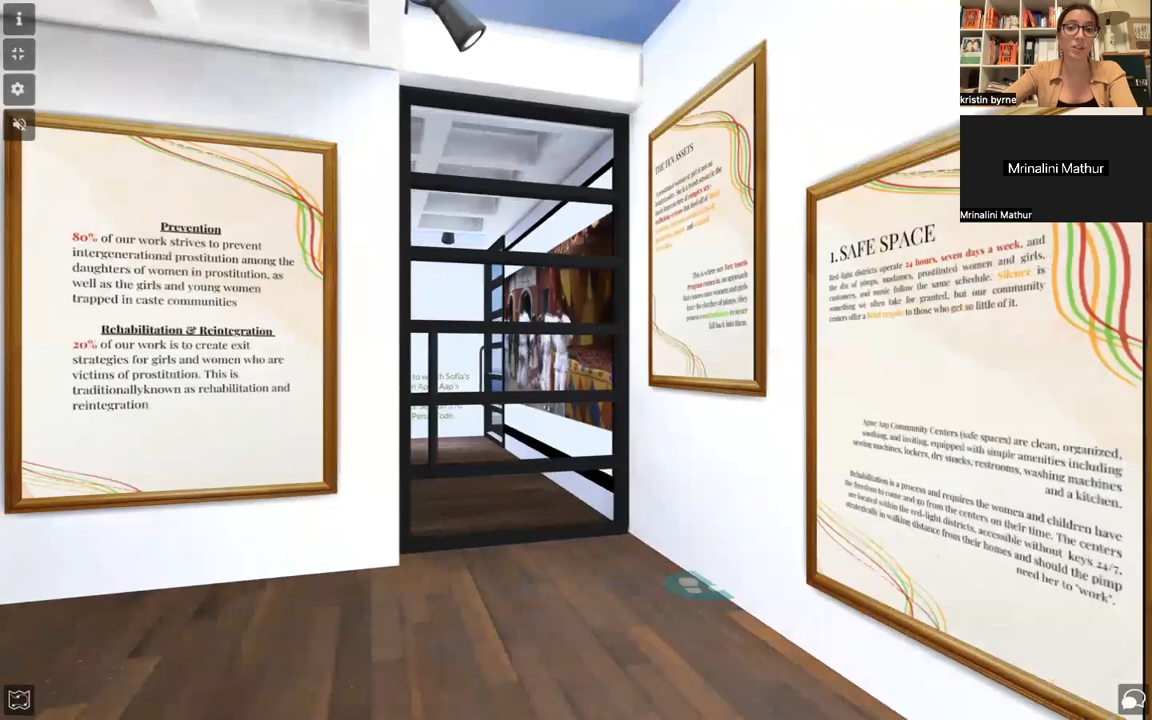 Prevention
80% of our work strives to prevent
intergenerational prostitution among the
daughters of women in prostitution, as
well as the girls and young women
trapped in caste communities
Rehabilitation & Reintegration
20% of our work is to create exit
strategies for girls and women who are
victims of prostitution. This is
traditionallyknown as rehabilitation and
reintegration
to which Sofia's
THE TEN ASSETS
1. SAFE SPACE
Red-light districts operate 24 hours, seven days a week, and
the din of pimps, madames, prostituted women and girls,
customers, and music follow the same schedule. Silence is
something we often take for granted, but our community
centers offer a brief respite to those who get so little of it.
Apne Aap Community Centers (safe spaces) are clean, organized,
soothing, and inviting, equipped with simple amenities including
sewing machines, lockers, dry snacks, restrooms, washing machines
and a kitchen.
Rehabilitation is a process and requires the women and children have
the freedom to come and go from the centers on their time. The centers
are located within the red-light districts, accessible without keys 24/7,
strategically in walking distance from their homes and should the pimp
need her to "work".
kristin byrne
Mrinalini Mathur
Mrinalini Mathur